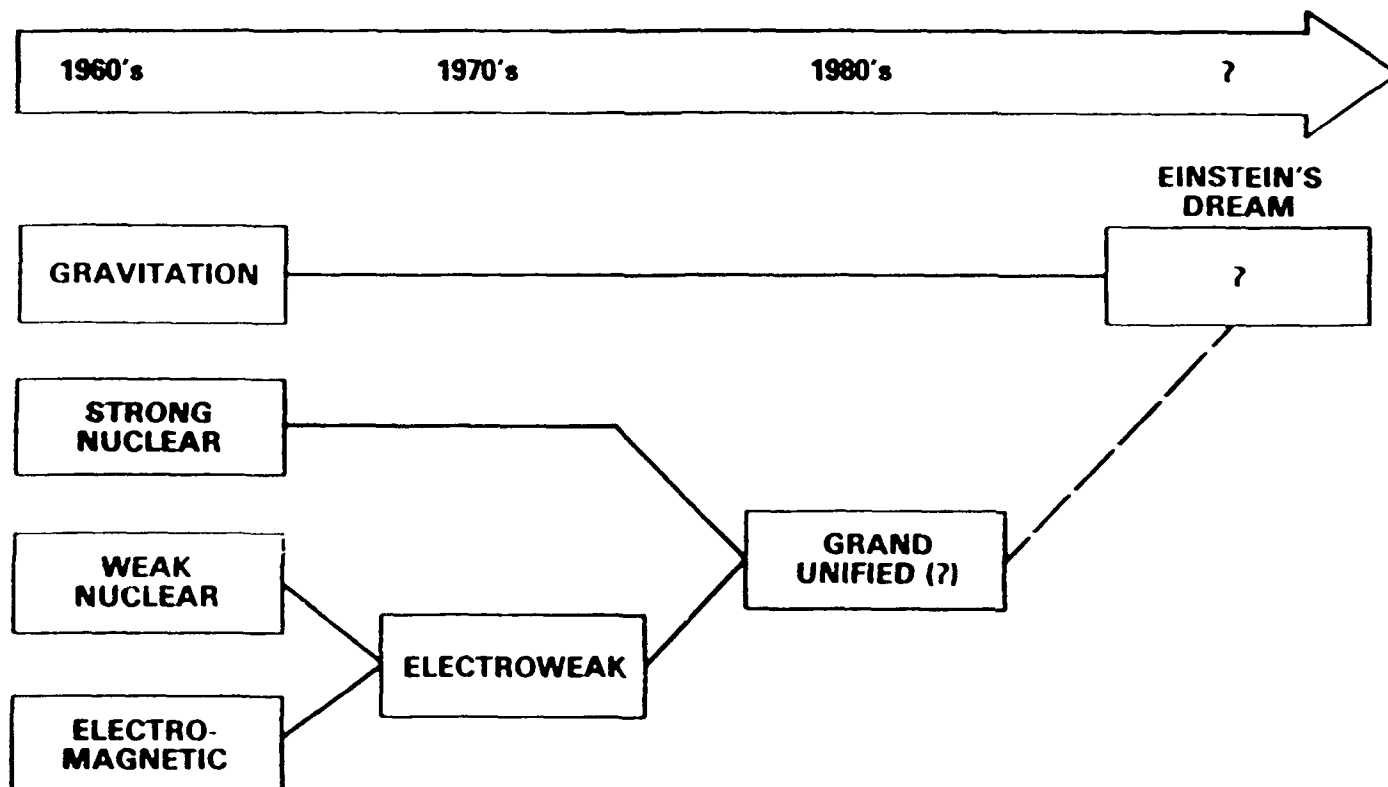 1960's 1970's 1980's ?
EINSTEIN'S
DREAM
GRAVITATION
?
STRONG
NUCLEAR
GRAND
UNIFIED (?)
WEAK
NUCLEAR
ELECTROWEAK
ELECTRO-
MAGNETIC